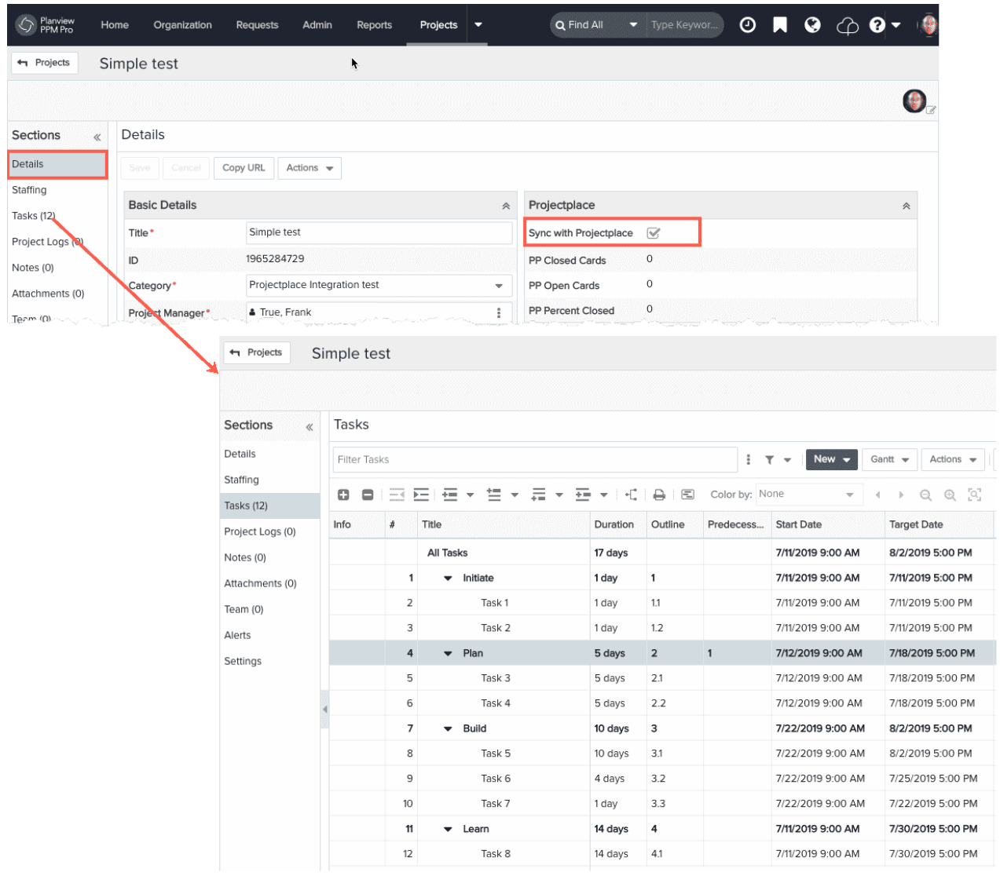 Planview PPM Pro Home Organization Requests Admin Reports Projects Find All Type Keywor...
Projects Simple test
Sections « Details
Details
Save Cancel Copy URL Actions
Staffing
Tasks (12)
Project Logs (0)
Notes (0)
Attachments (0)
Team (0)
Basic Details
Title* Simple test
ID 1965284729
Category* Projectplace Integration test
Project Manager* True, Frank
Projectplace
Sync with Projectplace
PP Closed Cards 0
PP Open Cards 0
PP Percent Closed 0
Projects Simple test
Sections « Tasks
Details
Staffing
Tasks (12)
Project Logs (0)
Notes (0)
Attachments (0)
Team (0)
Alerts
Settings
Filter Tasks New Gantt Actions
Color by: None
Info # Title Duration Outline Predecess... Start Date Target Date
All Tasks 17 days 7/11/2019 9:00 AM 8/2/2019 5:00 PM
1 Initiate 1 day 1 7/11/2019 9:00 AM 7/11/2019 5:00 PM
2 Task 1 1 day 1.1 7/11/2019 9:00 AM 7/11/2019 5:00 PM
3 Task 2 1 day 1.2 7/11/2019 9:00 AM 7/11/2019 5:00 PM
4 Plan 5 days 2 1 7/12/2019 9:00 AM 7/18/2019 5:00 PM
5 Task 3 5 days 2.1 7/12/2019 9:00 AM 7/18/2019 5:00 PM
6 Task 4 5 days 2.2 7/12/2019 9:00 AM 7/18/2019 5:00 PM
7 Build 10 days 3 7/22/2019 9:00 AM 8/2/2019 5:00 PM
8 Task 5 10 days 3.1 7/22/2019 9:00 AM 8/2/2019 5:00 PM
9 Task 6 4 days 3.2 7/22/2019 9:00 AM 7/25/2019 5:00 PM
10 Task 7 1 day 3.3 7/22/2019 9:00 AM 7/22/2019 5:00 PM
11 Learn 14 days 4 7/11/2019 9:00 AM 7/30/2019 5:00 PM
12 Task 8 14 days 4.1 7/11/2019 9:00 AM 7/30/2019 5:00 PM